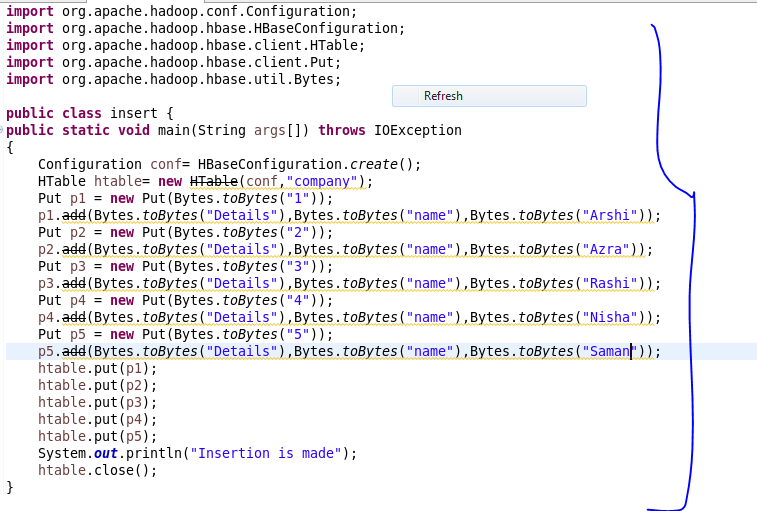 import org.apache.hadoop.conf.Configuration;
import org.apache.hadoop.hbase.HBaseConfiguration;
import org.apache.hadoop.hbase.client.HTable;
import org.apache.hadoop.hbase.client.Put;
import org.apache.hadoop.hbase.util.Bytes;
Refresh
public class insert {
public static void main(String args[]) throws IOException
{
Configuration conf= HBaseConfiguration.create();
HTable htable= new HTable(conf,"company");
Put p1 = new Put(Bytes.toBytes("1"));
p1.add(Bytes.toBytes("Details"),Bytes.toBytes("name"),Bytes.toBytes("Arshi"));
Put p2 = new Put(Bytes.toBytes("2"));
p2.add(Bytes.toBytes("Details"),Bytes.toBytes("name"),Bytes.toBytes("Azra"));
Put p3 = new Put(Bytes.toBytes("3"));
p3.add(Bytes.toBytes("Details"),Bytes.toBytes("name"),Bytes.toBytes("Rashi"));
Put p4 = new Put(Bytes.toBytes("4"));
p4.add(Bytes.toBytes("Details"),Bytes.toBytes("name"),Bytes.toBytes("Nisha"));
Put p5 = new Put(Bytes.toBytes("5"));
p5.add(Bytes.toBytes("Details"),Bytes.toBytes("name"),Bytes.toBytes("Saman"));
htable.put(p1);
htable.put(p2);
htable.put(p3);
htable.put(p4);
htable.put(p5);
System.out.println("Insertion is made");
htable.close();
}